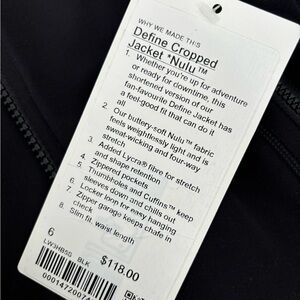 WHY WE MADE THIS
Define Cropped
Jacket *Nulu™
1. Whether you're up for adventure
or ready for downtime, this
shortened version of our
fan-favourite Define Jacket has
a feel-good fit that can do it
all
2. Our buttery-soft Nulu™ fabric
feels weightlessly light and is
sweat-wicking and four-way
stretch
3. Added Lycra® fibre for stretch
and shape retention
4. Zippered pockets
5. Thumbholes and Cuffins™ keep
sleeves down and chills out
6. Locker loop for easy hanging
7. Zipper garage keeps chafe in
check
8. Slim fit, waist length
6
LW3HB5S BLK $118.00